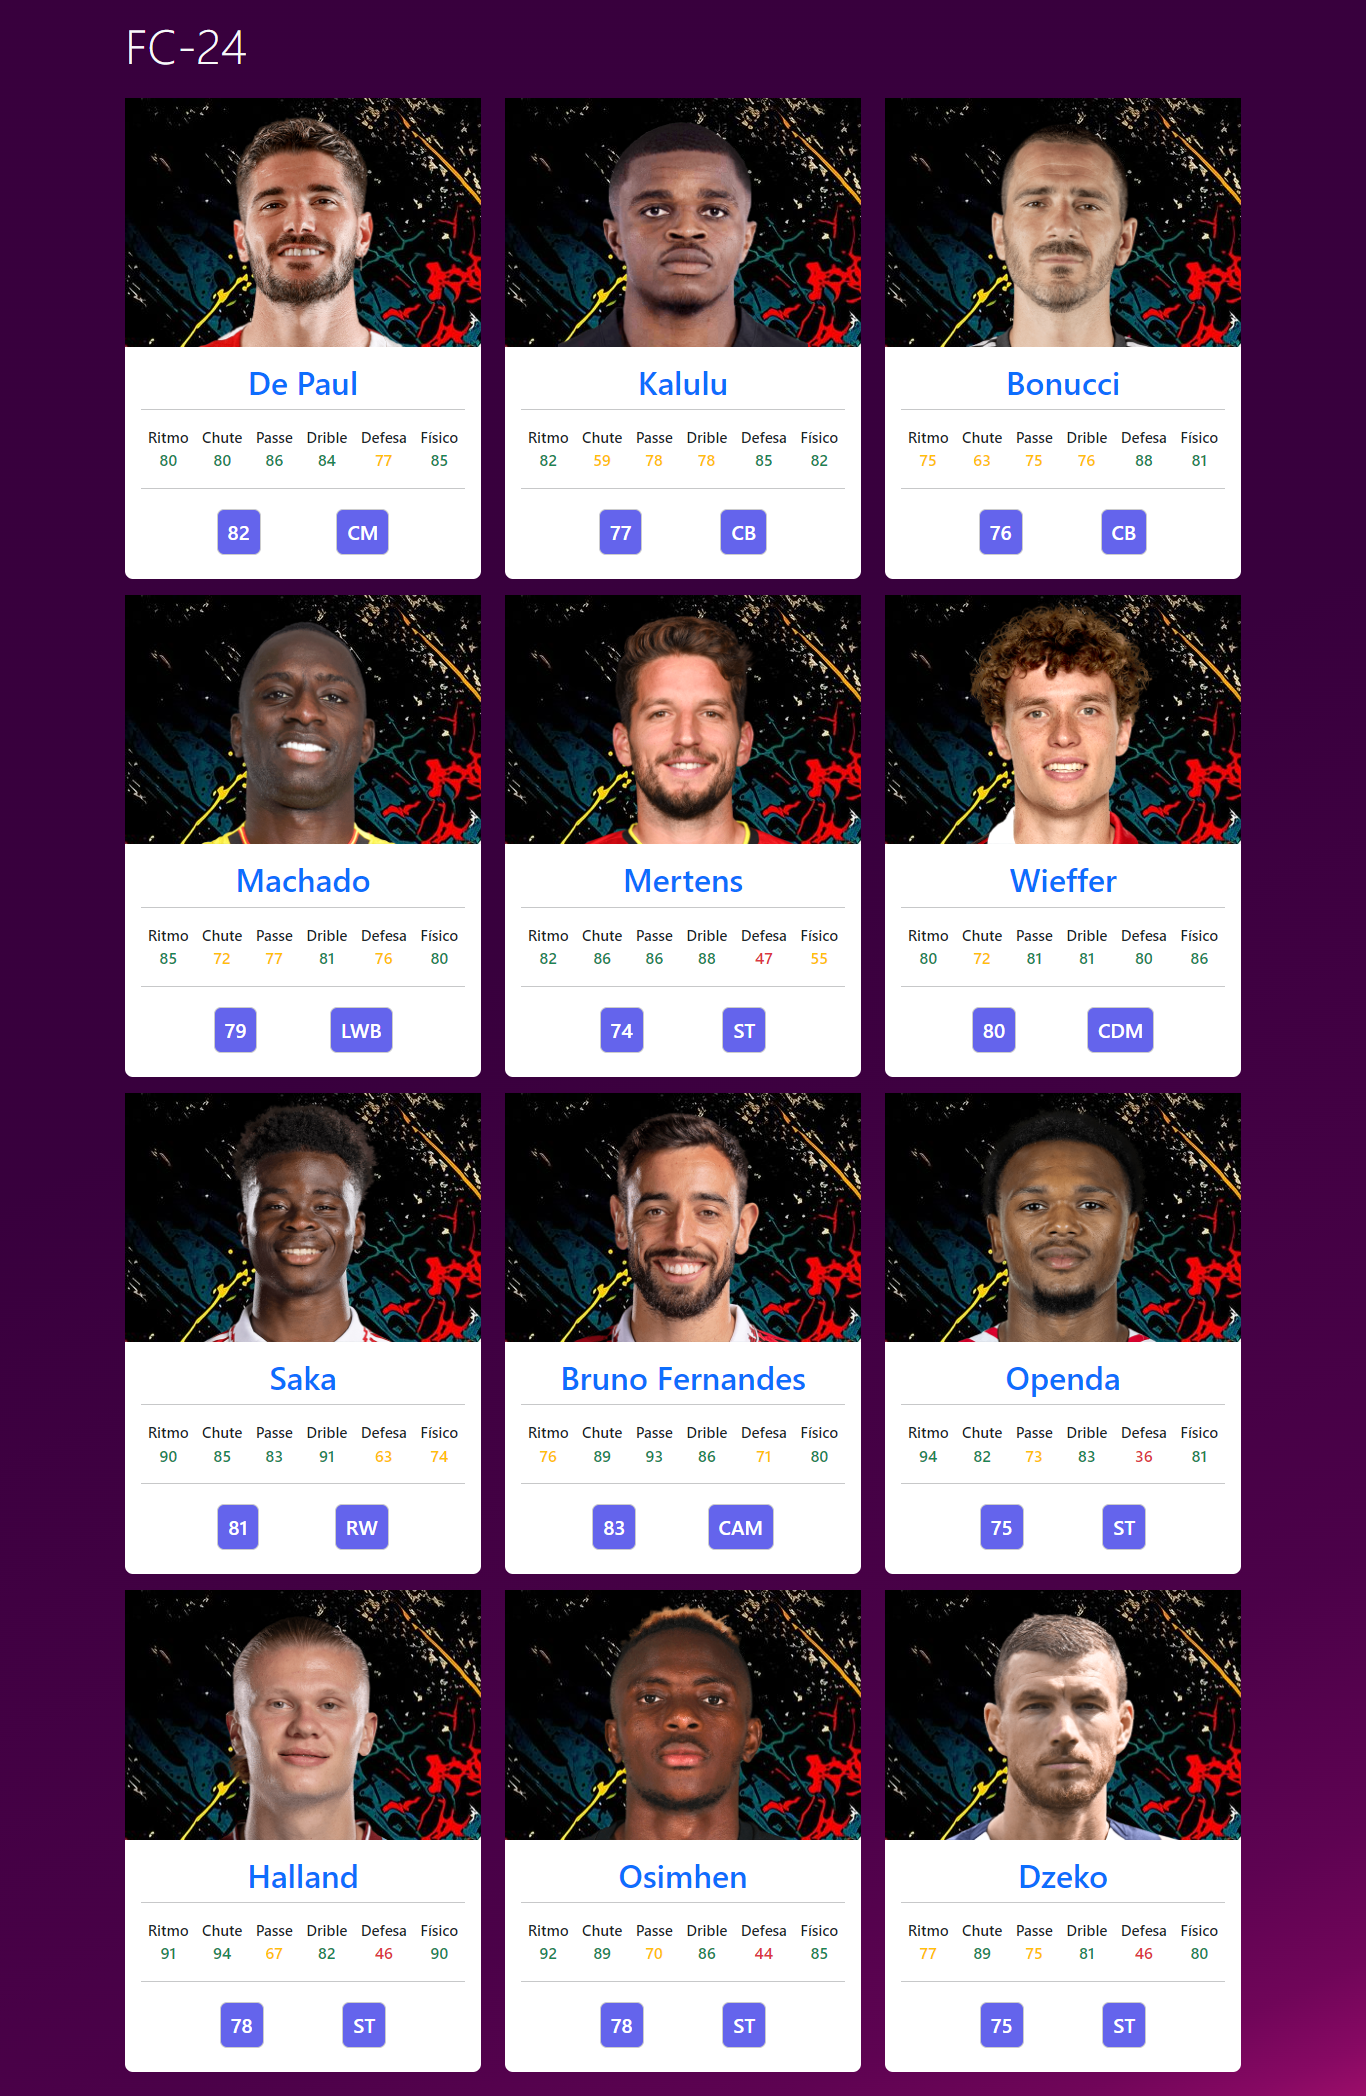 FC-24
De Paul
Ritmo Chute Passe Drible Defesa Físico
80 80 86 84 77 85
82 CM
Kalulu
Ritmo Chute Passe Drible Defesa Físico
82 59 78 78 85 82
77 CB
Bonucci
Ritmo Chute Passe Drible Defesa Físico
75 63 75 76 88 81
76 CB
Machado
Ritmo Chute Passe Drible Defesa Físico
85 72 77 81 76 80
79 LWB
Mertens
Ritmo Chute Passe Drible Defesa Físico
82 86 86 88 47 55
74 ST
Wieffer
Ritmo Chute Passe Drible Defesa Físico
80 72 81 81 80 86
80 CDM
Saka
Ritmo Chute Passe Drible Defesa Físico
90 85 83 91 63 74
81 RW
Bruno Fernandes
Ritmo Chute Passe Drible Defesa Físico
76 89 93 86 71 80
83 CAM
Openda
Ritmo Chute Passe Drible Defesa Físico
94 82 73 83 36 81
75 ST
Halland
Ritmo Chute Passe Drible Defesa Físico
91 94 67 82 46 90
78 ST
Osimhen
Ritmo Chute Passe Drible Defesa Físico
92 89 70 86 44 85
78 ST
Dzeko
Ritmo Chute Passe Drible Defesa Físico
77 89 75 81 46 80
75 ST